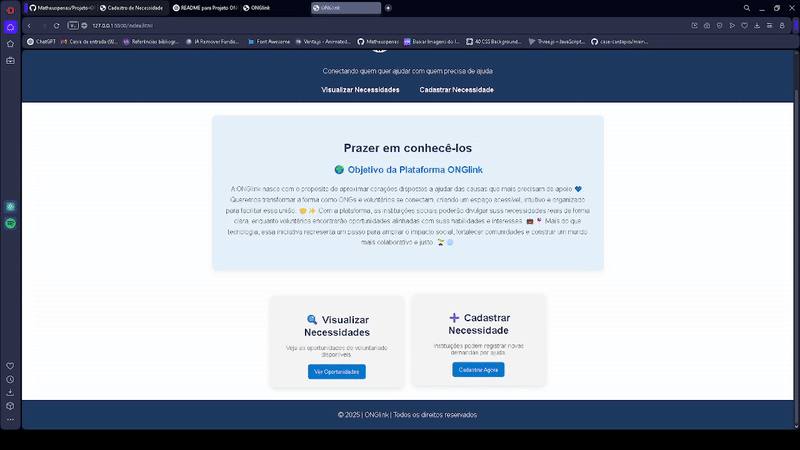 Matheuspenas/Projeto-ON
Cadastro de Necessidade
README para Projeto ON
ONGlink
ONGlink
127.0.0.1:5500/index.html
ChatGPT
Caixa de entrada
Referências bibliogr...
IA Remover Fundo...
Font Awesome
Vanta.js - Animated...
Matheuspenas
Baixar Imagens do I...
40 CSS Background...
Three.js – JavaScript...
Conectando quem quer ajudar com quem precisa de ajuda
Visualizar Necessidades
Cadastrar Necessidade
Prazer em conhecê-los
🌍 Objetivo da Plataforma ONGlink
A ONGlink nasce com o propósito de aproximar corações dispostos a ajudar das causas que mais precisam de apoio 💙.
Queremos transformar a forma como ONGs e voluntários se conectam, criando um espaço acessível, intuitivo e organizado
para facilitar essa união. ✨ Com a plataforma, as instituições sociais poderão divulgar suas necessidades reais de forma
clara, enquanto voluntários encontrarão oportunidades alinhadas com suas habilidades e interesses. Mais do que
tecnologia, essa iniciativa representa um passo para ampliar o impacto social, fortalecer comunidades e construir um mundo
mais colaborativo e justo.
🔍 Visualizar
Necessidades
Veja as oportunidades de voluntariado
disponíveis.
Ver Oportunidades
➕ Cadastrar
Necessidade
Instituições podem registrar novas
demandas por ajuda.
Cadastrar Agora
© 2025 | ONGlink | Todos os direitos reservados